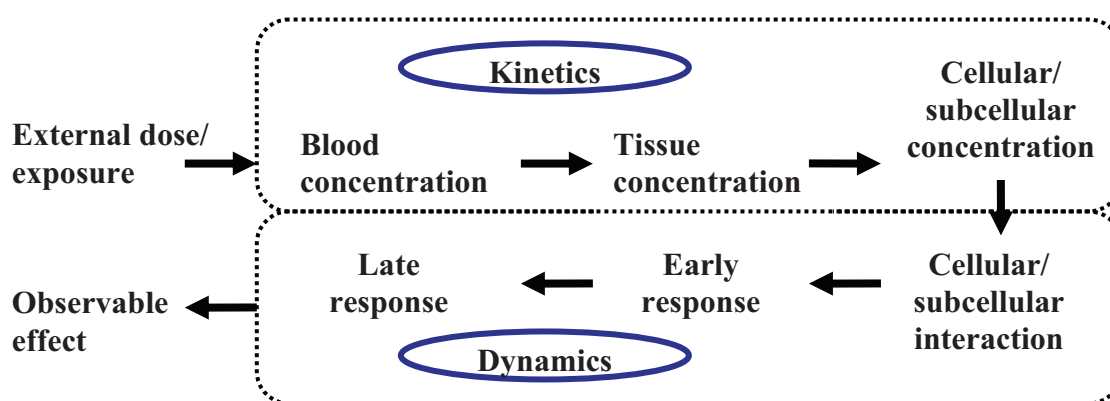 Kinetics
External dose/
exposure
Blood
concentration
Tissue
concentration
Cellular/
subcellular
concentration
Cellular/
subcellular
interaction
Early
response
Late
response
Dynamics
Observable
effect